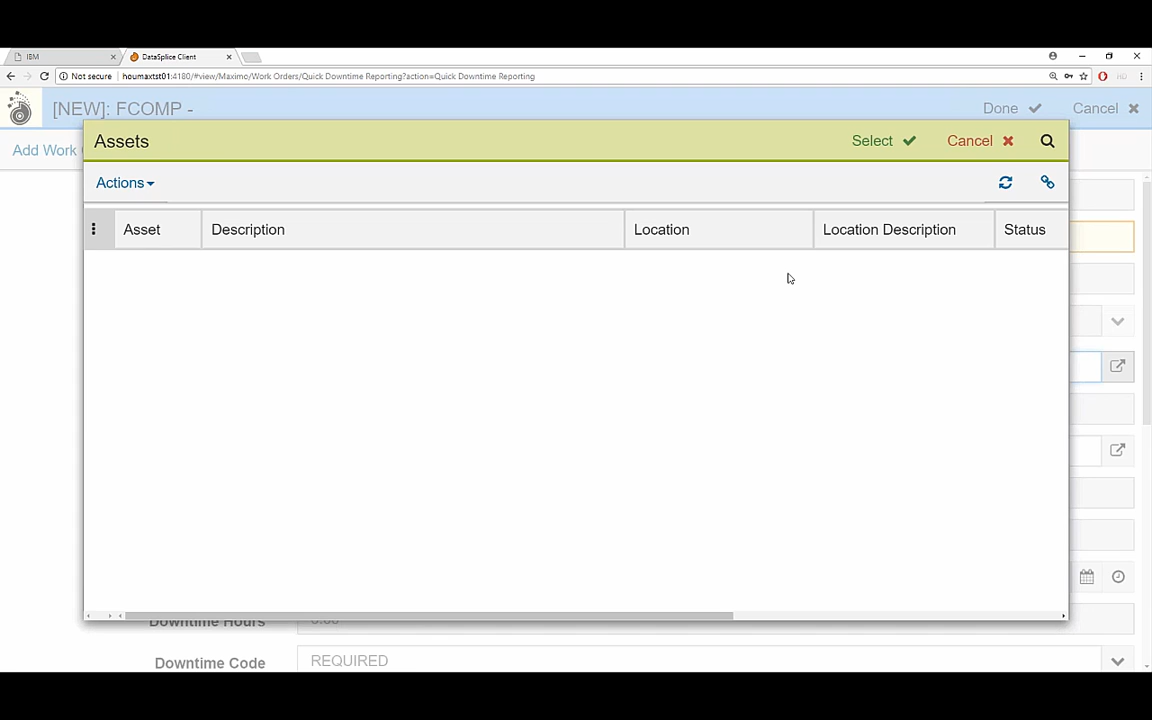 IBM
DataSplice Client
Not secure
houmaxtst01:4180/#view/Maximo/Work Orders/Quick Downtime Reporting?action=Quick Downtime Reporting
[NEW]: FCOMP -
Done
Cancel
Add Work
Assets
Select
Cancel
Actions
Asset
Description
Location
Location Description
Status
Downtime Hours
Downtime Code
REQUIRED